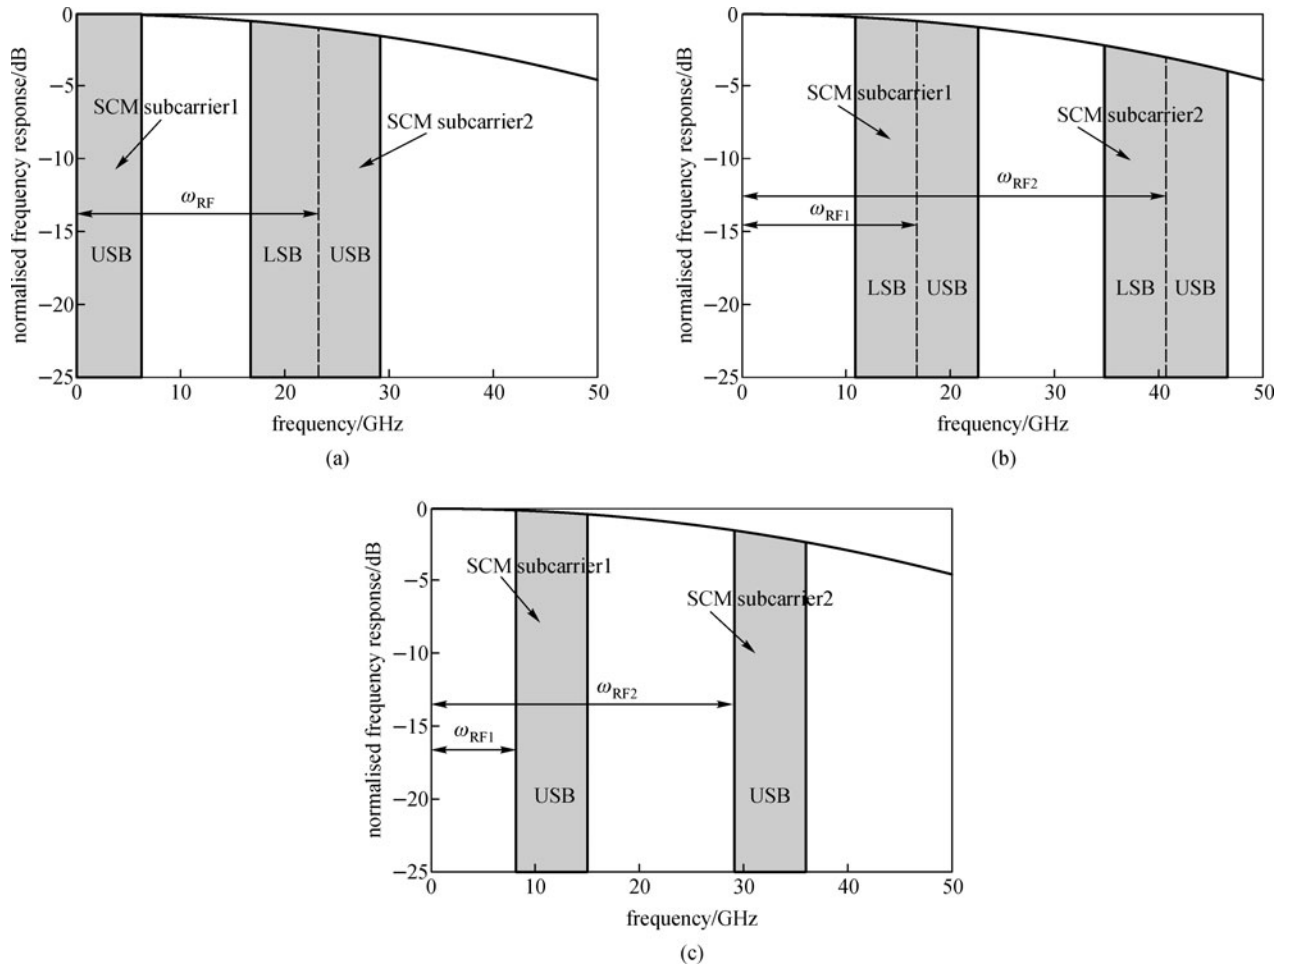 normalised frequency response/dB
0
−5
−10
−15
−20
−25
SCM subcarrier1
SCM subcarrier2
ωRF
USB
LSB
USB
0
10
20
30
40
50
frequency/GHz
(a)
normalised frequency response/dB
0
−5
−10
−15
−20
−25
SCM subcarrier1
SCM subcarrier2
ωRF2
ωRF1
LSB
USB
LSB
USB
0
10
20
30
40
50
frequency/GHz
(b)
normalised frequency response/dB
0
−5
−10
−15
−20
−25
SCM subcarrier1
SCM subcarrier2
ωRF2
ωRF1
USB
USB
0
10
20
30
40
50
frequency/GHz
(c)